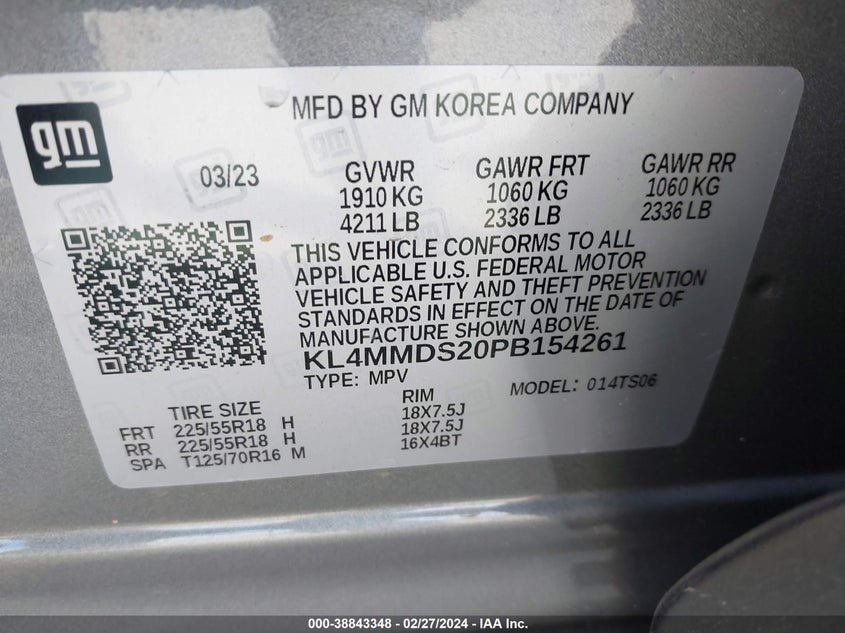 gm
MFD BY GM KOREA COMPANY
03/23
GVWR GAWR FRT GAWR RR
1910 KG 1060 KG 1060 KG
4211 LB 2336 LB 2336 LB
THIS VEHICLE CONFORMS TO ALL
APPLICABLE U.S. FEDERAL MOTOR
VEHICLE SAFETY AND THEFT PREVENTION
STANDARDS IN EFFECT ON THE DATE OF
MANUFACTURE SHOWN ABOVE.
KL4MMDS20PB154261
TYPE: MPV MODEL: 014TS06
TIRE SIZE RIM
FRT 225/55R18 H 18X7.5J
RR 225/55R18 H 18X7.5J
SPA T125/70R16 M 16X4BT
000-38843348 - 02/27/2024 - IAA Inc.